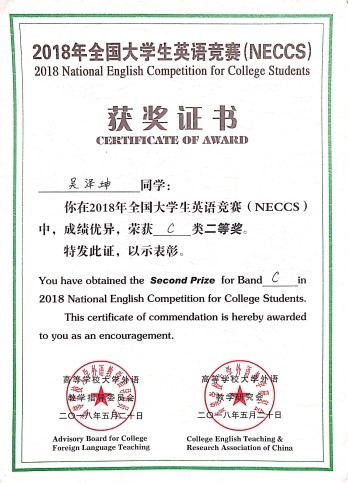 2018年全国大学生英语竞赛(NECCS)
2018 National English Competition for College Students
获奖证书
CERTIFICATE OF AWARD
吴泽坤 同学:
你在2018年全国大学生英语竞赛(NECCS)
中,成绩优异,荣获 C 类二等奖。
特发此证,以示表彰。
You have obtained the Second Prize for Band C in
2018 National English Competition for College Students.
This certificate of commendation is hereby awarded
to you as an encouragement.
高等学校大学外语
教学指导委员会
二〇一八年五月二十日
Advisory Board for College
Foreign Language Teaching
高等学校大学外语
教学研究会
二〇一八年五月二十日
College English Teaching &
Research Association of China